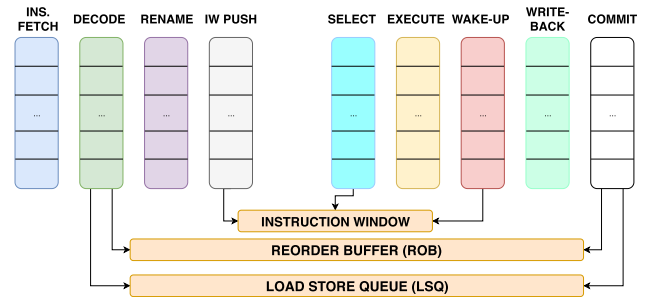 INS.
FETCH
DECODE
RENAME
IW PUSH
SELECT
EXECUTE
WAKE-UP
WRITE-
BACK
COMMIT
...
...
...
...
...
...
...
...
...
INSTRUCTION WINDOW
REORDER BUFFER (ROB)
LOAD STORE QUEUE (LSQ)